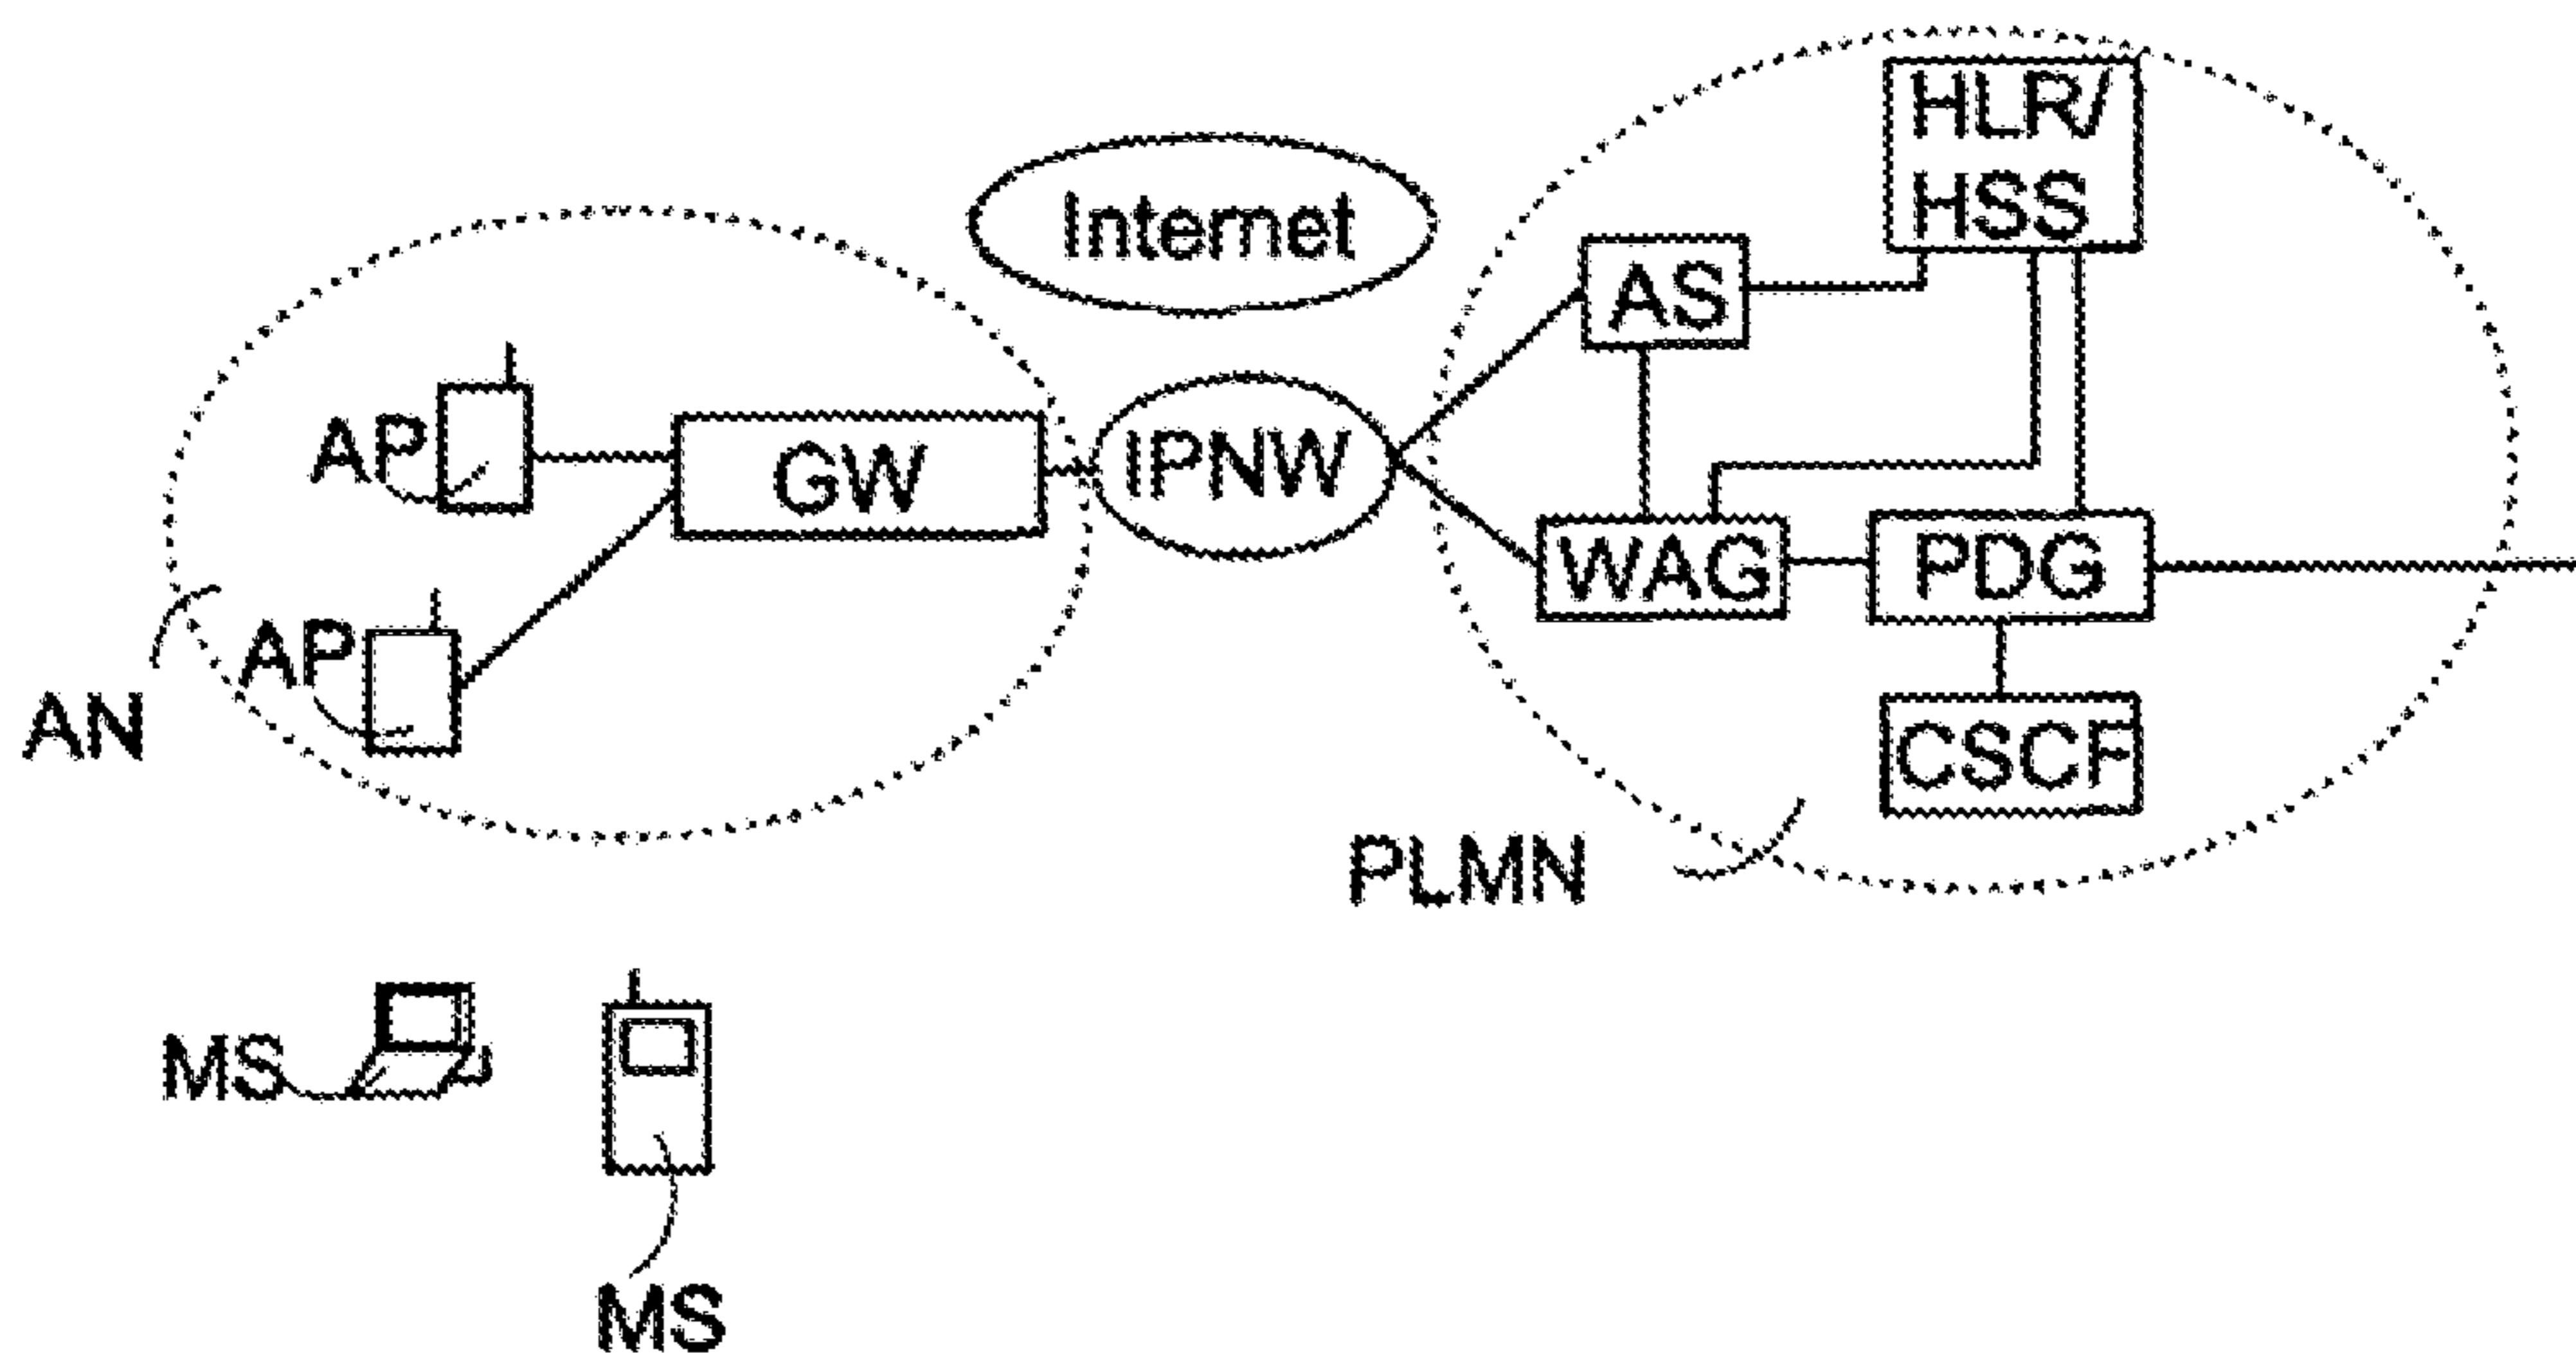 HLR/
HSS
Internet
AS
AP
GW
IPNW
WAG
PDG
AP
AN
CSCF
PLMN
MS
MS